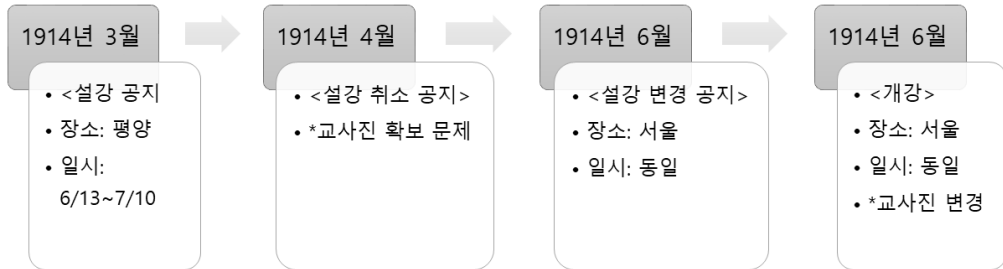 1914년 3월
• <설강 공지
• 장소: 평양
• 일시:
6/13~7/10
1914년 4월
• <설강 취소 공지>
• *교사진 확보 문제
1914년 6월
• <설강 변경 공지>
• 장소: 서울
• 일시: 동일
1914년 6월
• <개강>
• 장소: 서울
• 일시: 동일
• *교사진 변경